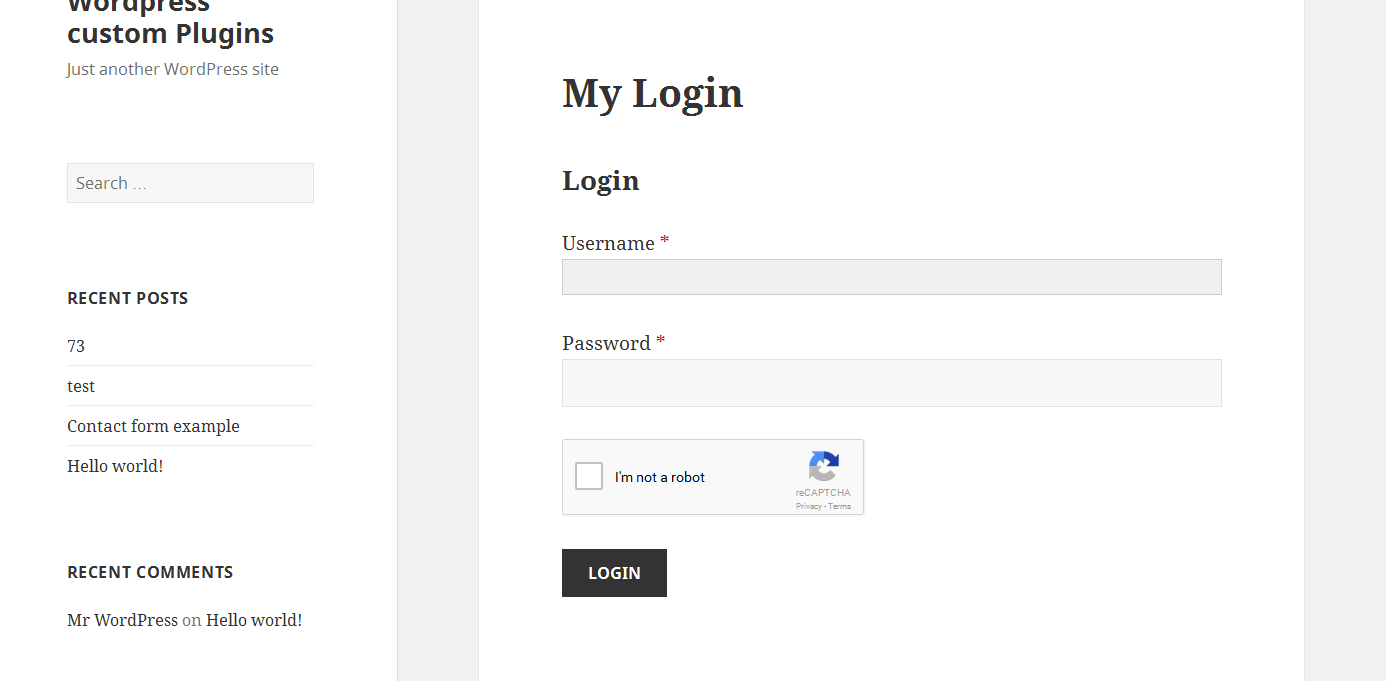 Wordpress
custom Plugins
Just another WordPress site
Search ...
RECENT POSTS
73
test
Contact form example
Hello world!
RECENT COMMENTS
Mr WordPress on Hello world!
My Login
Login
Username *
Password *
I'm not a robot
reCAPTCHA
Privacy - Terms
LOGIN